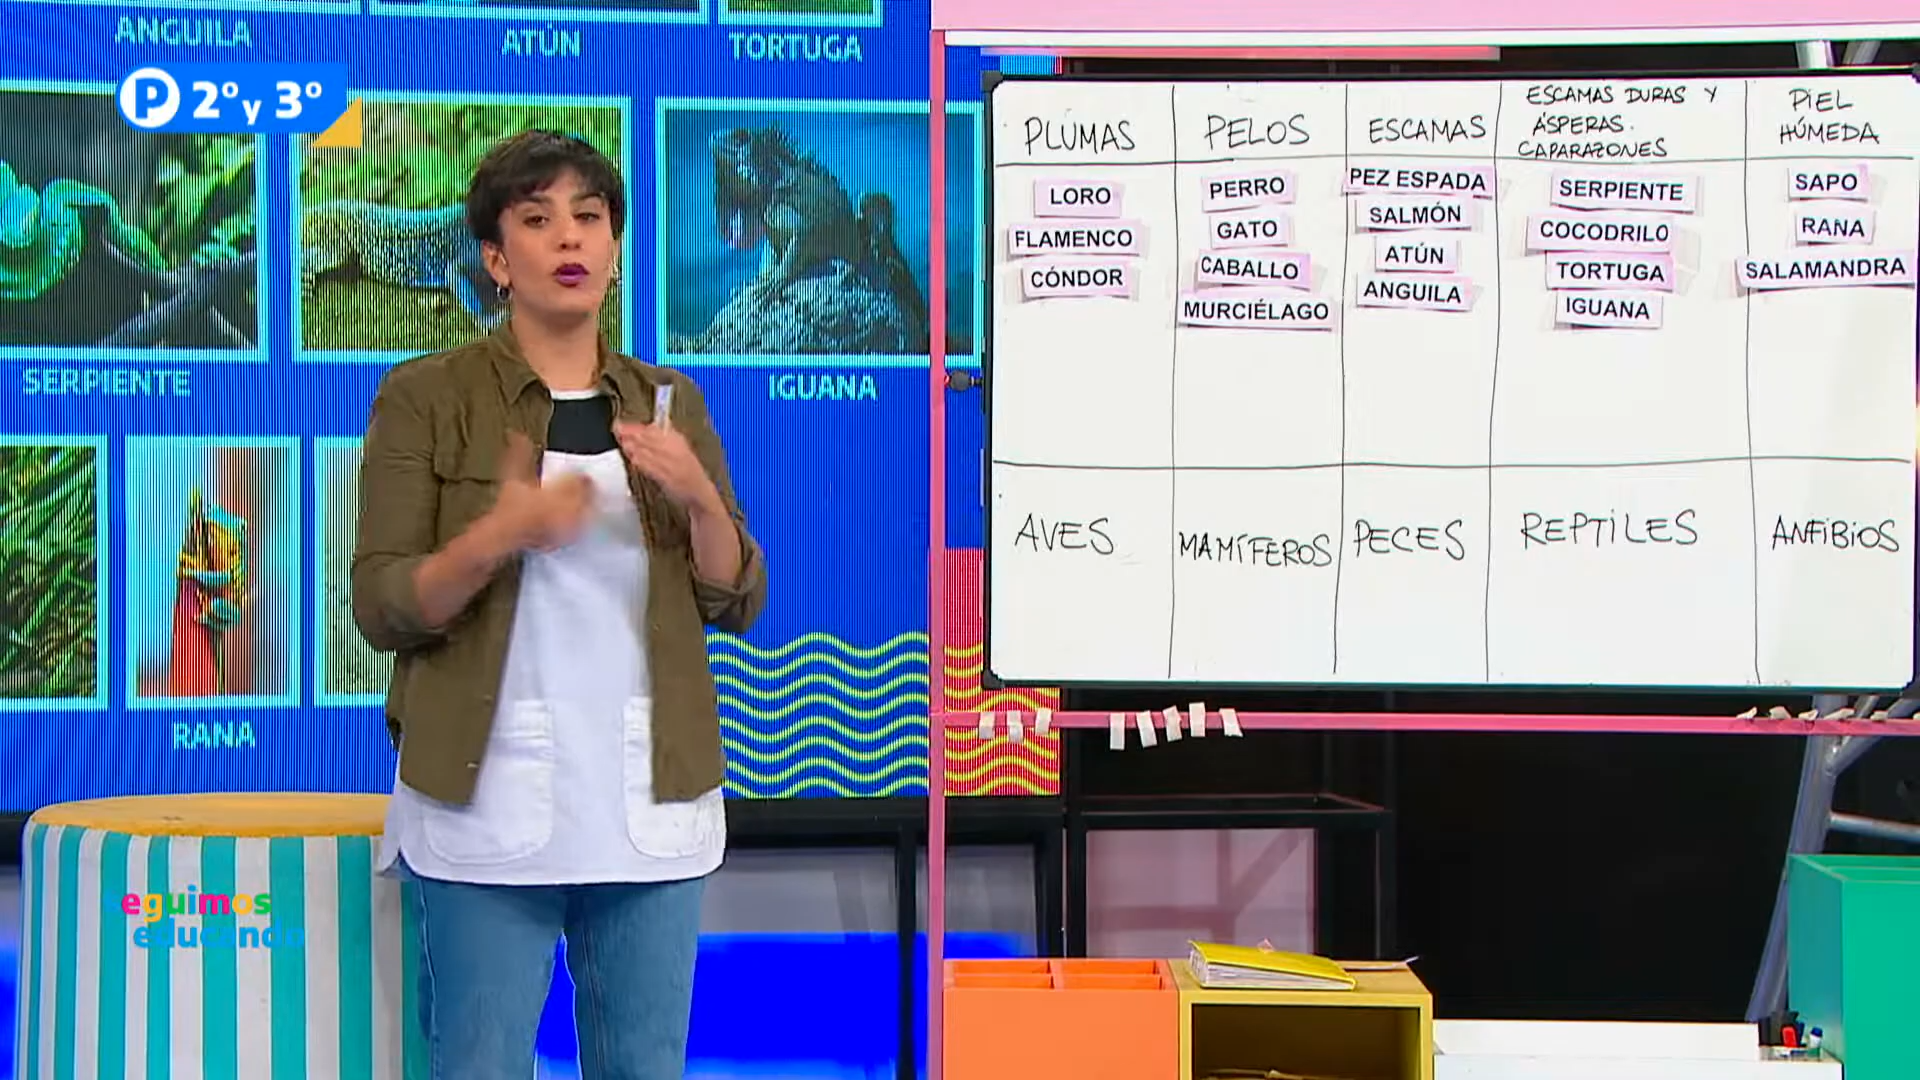 ANGUILA
ATÚN
TORTUGA
P 2º y 3º
SERPIENTE
IGUANA
RANA
seguimos
educando
PLUMAS
PELOS
ESCAMAS
ESCAMAS DURAS Y
ÁSPERAS.
CAPARAZONES
PIEL
HÚMEDA
LORO
FLAMENCO
CÓNDOR
PERRO
GATO
CABALLO
MURCIÉLAGO
PEZ ESPADA
SALMÓN
ATÚN
ANGUILA
SERPIENTE
COCODRILO
TORTUGA
IGUANA
SAPO
RANA
SALAMANDRA
AVES
MAMÍFEROS
PECES
REPTILES
ANFIBIOS